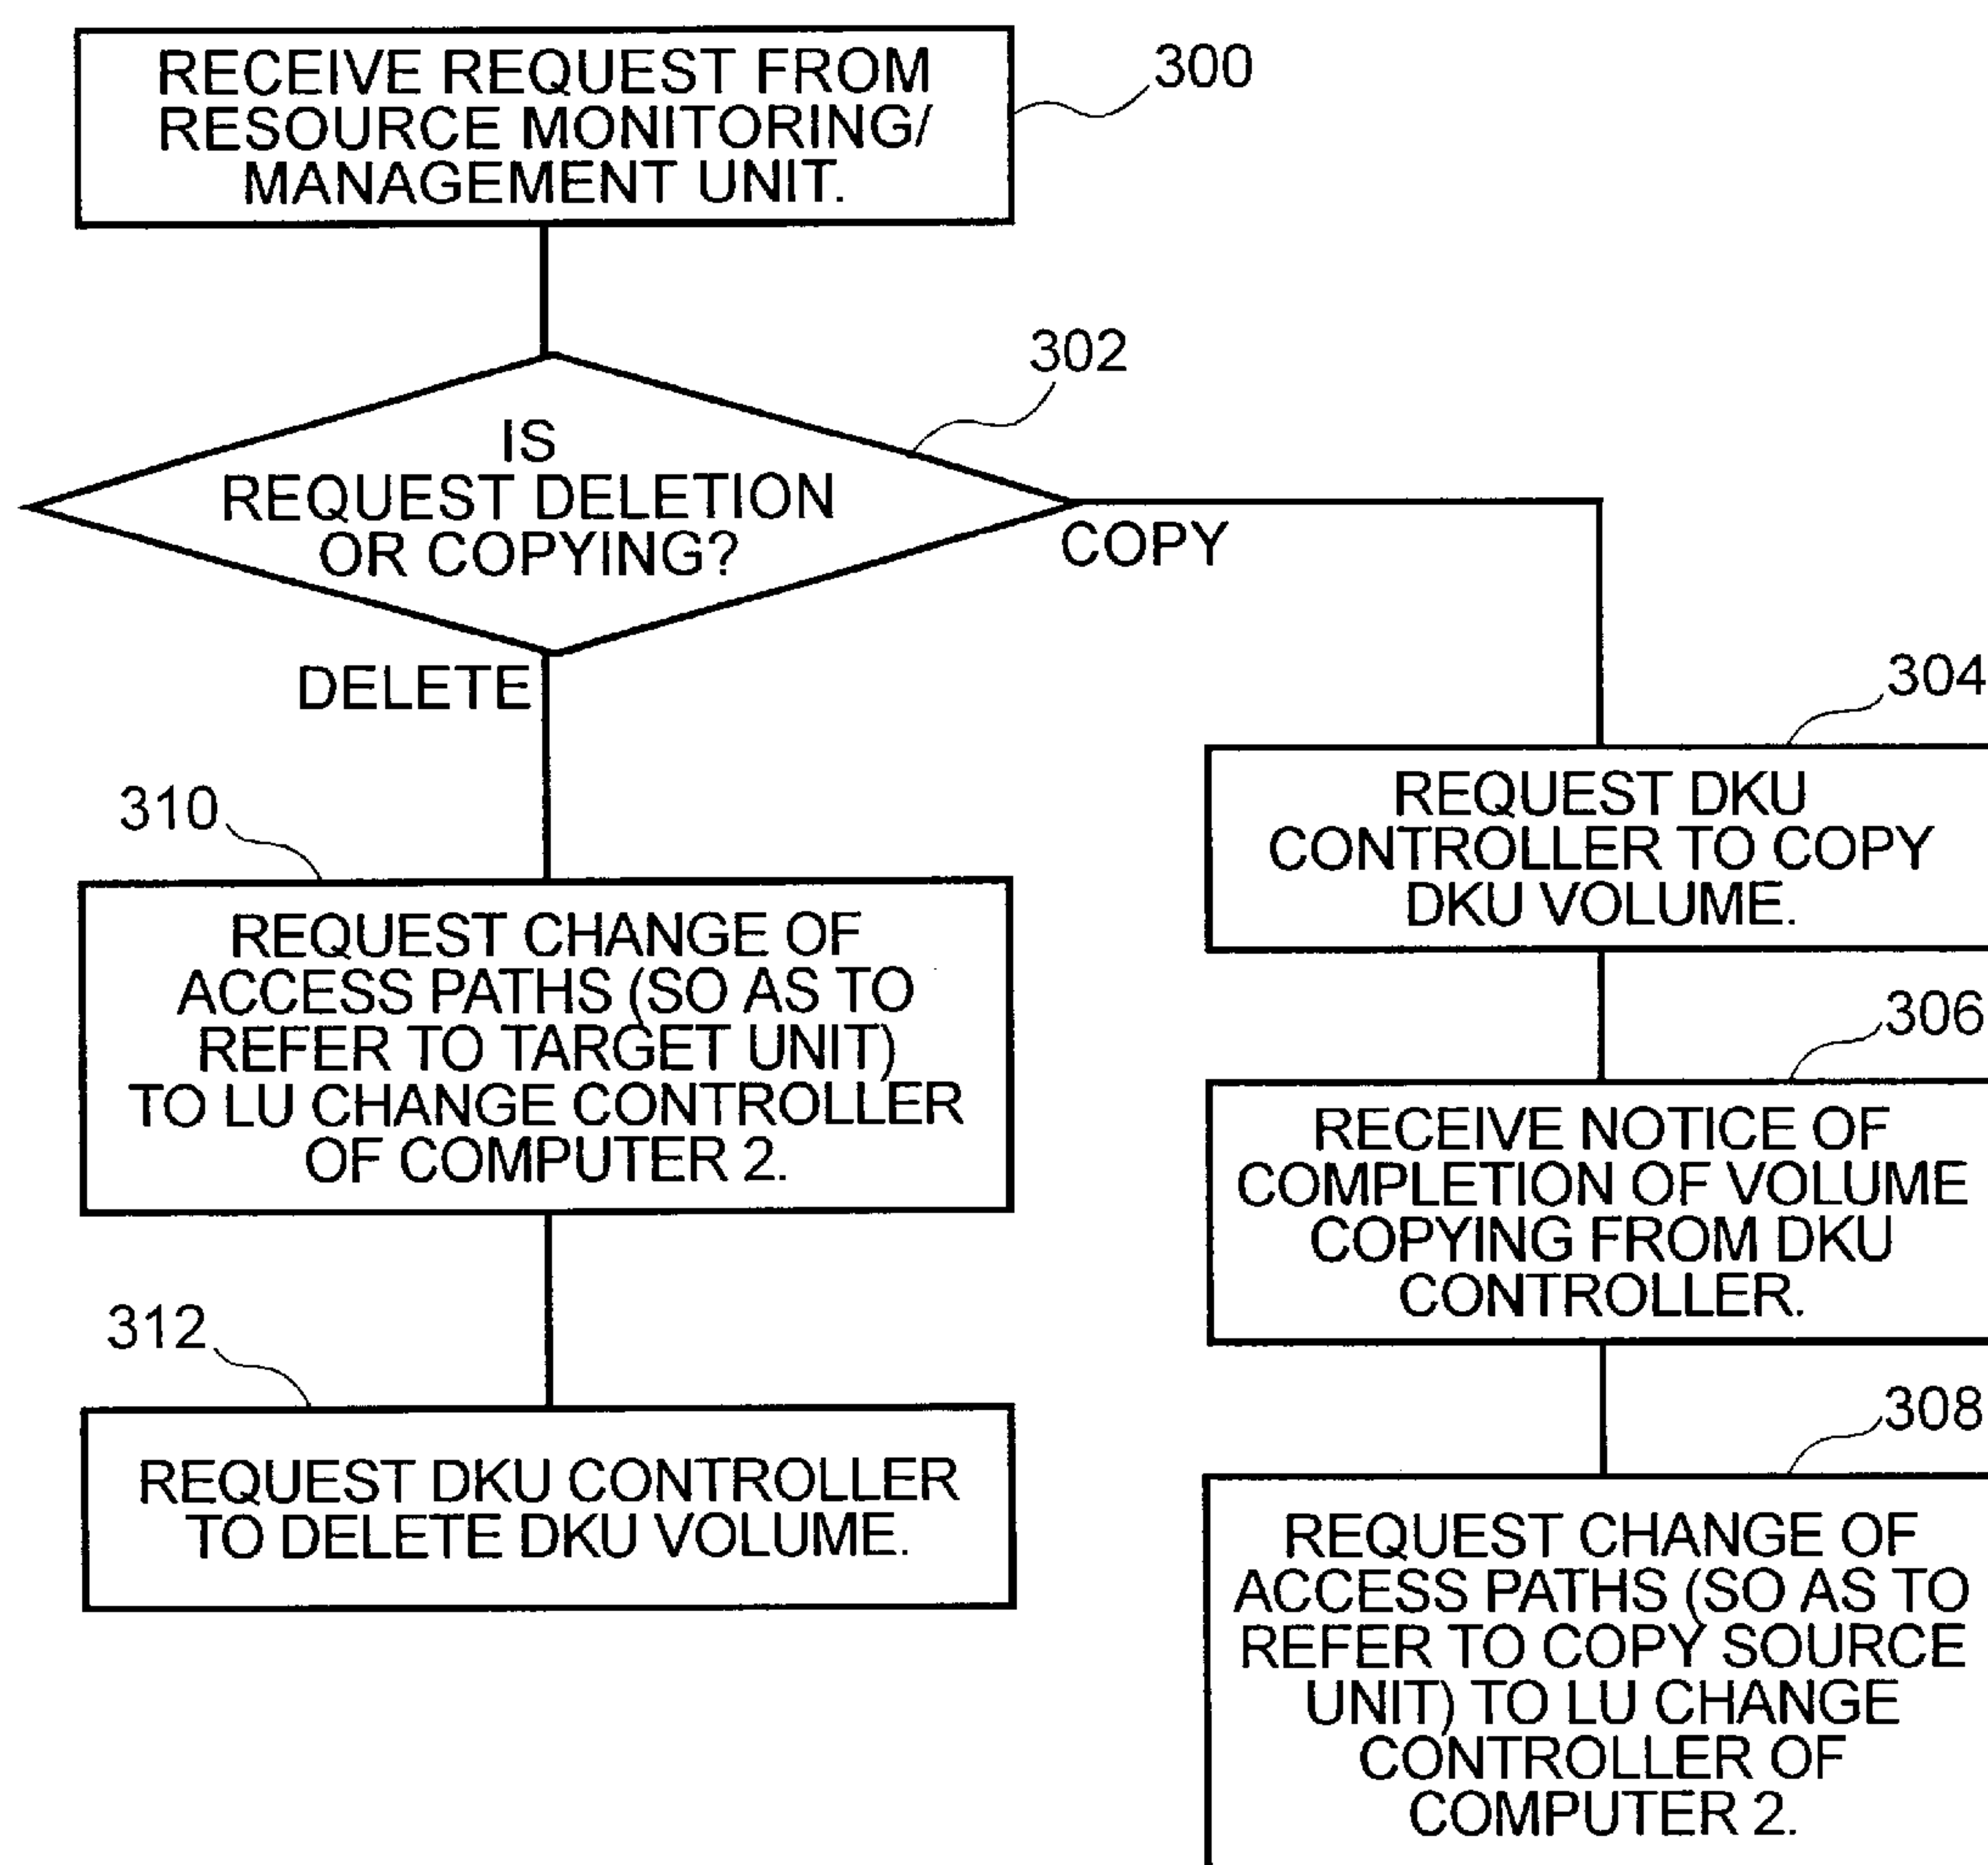 RECEIVE REQUEST FROM
RESOURCE MONITORING/
MANAGEMENT UNIT.
300
302
IS
REQUEST DELETION
OR COPYING?
COPY
DELETE
304
REQUEST DKU
CONTROLLER TO COPY
DKU VOLUME.
310
REQUEST CHANGE OF
ACCESS PATHS (SO AS TO
REFER TO TARGET UNIT)
TO LU CHANGE CONTROLLER
OF COMPUTER 2.
306
RECEIVE NOTICE OF
COMPLETION OF VOLUME
COPYING FROM DKU
CONTROLLER.
312
REQUEST DKU CONTROLLER
TO DELETE DKU VOLUME.
308
REQUEST CHANGE OF
ACCESS PATHS (SO AS TO
REFER TO COPY SOURCE
UNIT) TO LU CHANGE
CONTROLLER OF
COMPUTER 2.